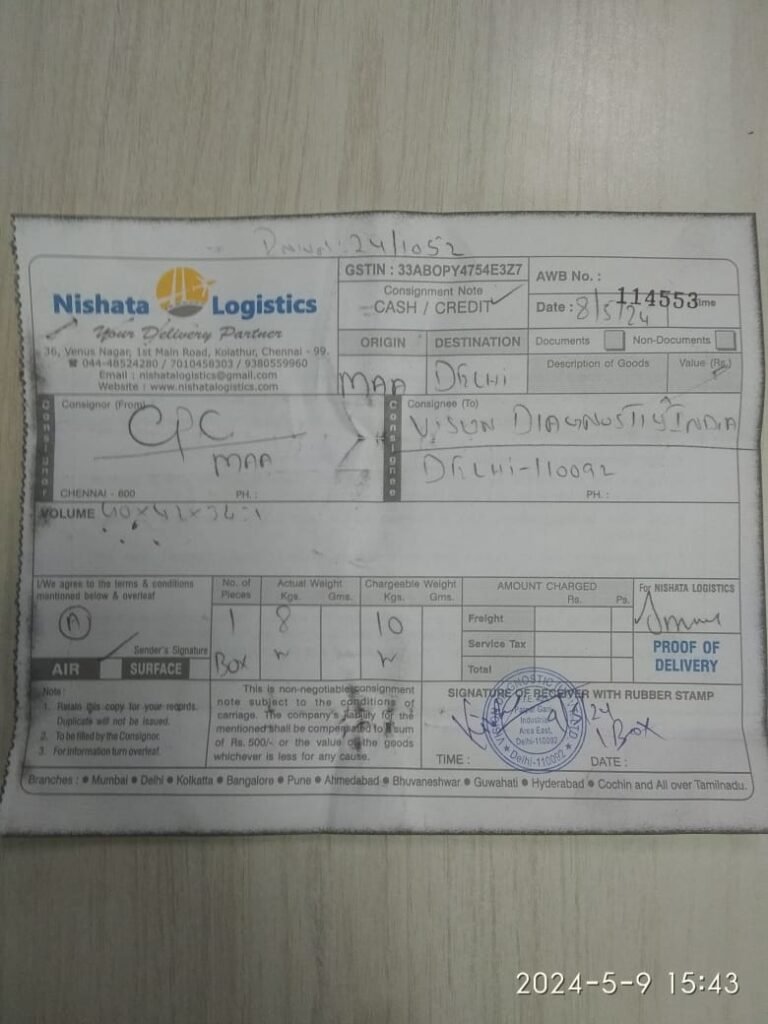 24/1052
Nishata Logistics
Your Delivery Partner
36, Venus Nagar, 1st Main Road, Kolathur, Chennai - 99.
☎ 044-48524280 / 7010458303 / 9380559960
Email : nishatalogistics@gmail.com
Website : www.nishatalogistics.com
GSTIN : 33ABOPY4754E3Z7
Consignment Note
CASH / CREDIT ✓
AWB No. :
114553
Date : 8/5/24
ORIGIN DESTINATION
MAA DELHI
Documents Non-Documents
Description of Goods Value (Rs.)
Consignor
Consignor (From)
CPC
MAA
CHENNAI - 600 PH. :
Consignee
Consignee (To)
DIAGNOSTIC INDIA
DELHI-110092
PH. :
VOLUME
I/We agree to the terms & conditions
mentioned below & overleaf
A
Sender's Signature
AIR SURFACE
No. of Pieces
1
BOX
Actual Weight
Kgs. Gms.
8
Chargeable Weight
Kgs. Gms.
10
AMOUNT CHARGED
Rs. Ps.
Freight
Service Tax
Total
For NISHATA LOGISTICS
PROOF OF
DELIVERY
Note :
1. Retain this copy for your records.
Duplicate will not be issued.
2. To be filled by the Consignor.
3. For information turn overleaf.
This is non-negotiable consignment
note subject to the conditions of
carriage. The company's liability for the
mentioned shall be compensated to a sum
of Rs. 500/- or the value of the goods
whichever is less for any cause.
SIGNATURE OF RECEIVER WITH RUBBER STAMP
Industrial
Area East,
Delhi-110092
Delhi-110092
1 Box
TIME : DATE :
Branches : ● Mumbai ● Delhi ● Kolkatta ● Bangalore ● Pune ● Ahmedabad ● Bhuvaneshwar ● Guwahati ● Hyderabad ● Cochin and All over Tamilnadu.
2024-5-9 15:43